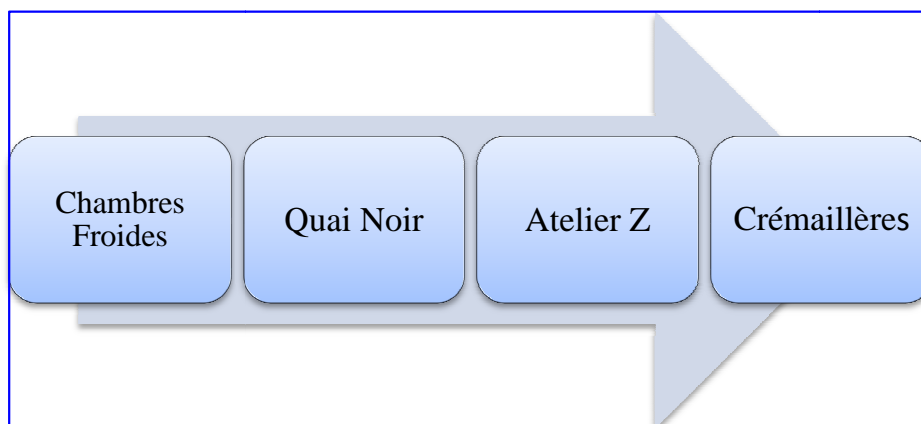 Chambres
Froides
Quai Noir
Atelier Z
Crémaillères